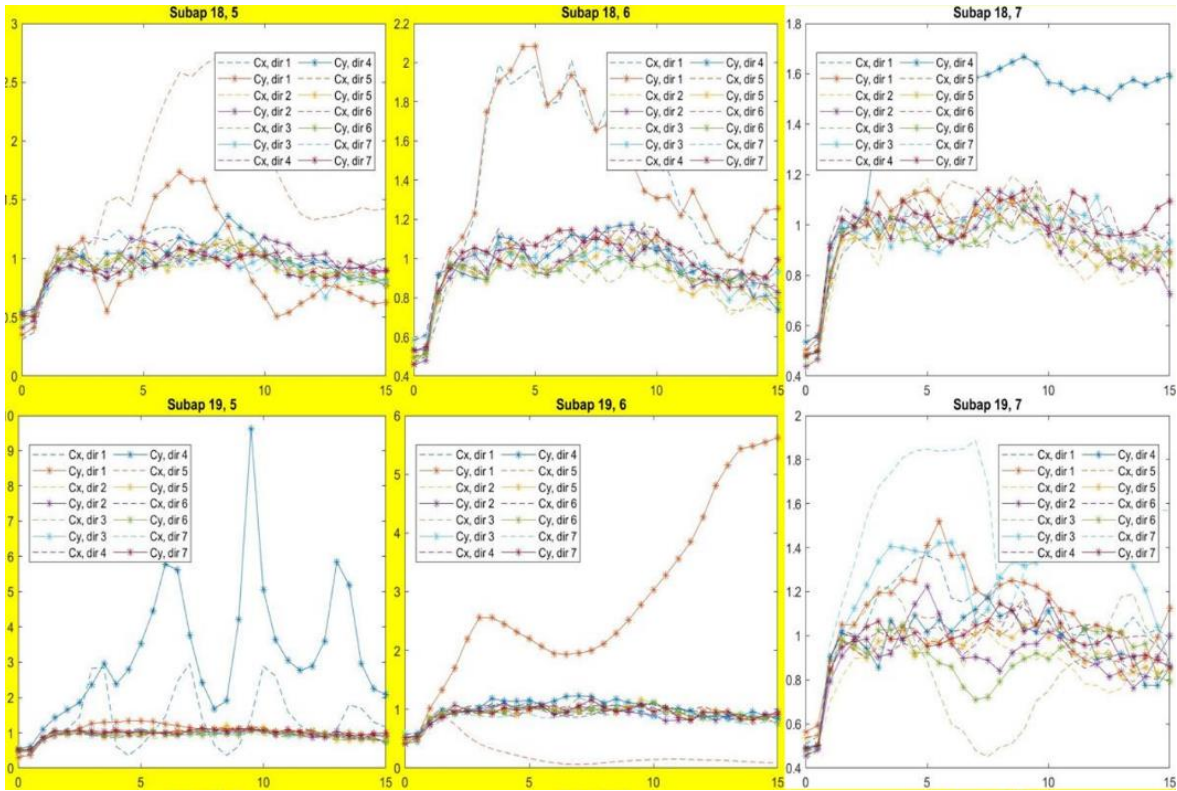 Subap 18, 5
3
2.5
2
1.5
1
0.5
0
Cx, dir 1 Cy, dir 4
Cy, dir 1 Cx, dir 5
Cx, dir 2 Cy, dir 5
Cy, dir 2 Cx, dir 6
Cx, dir 3 Cy, dir 6
Cy, dir 3 Cx, dir 7
Cx, dir 4 Cy, dir 7
0 5 10 15
Subap 18, 6
2.2
2
1.8
1.6
1.4
1.2
1
0.8
0.6
0.4
Cx, dir 1 Cy, dir 4
Cy, dir 1 Cx, dir 5
Cx, dir 2 Cy, dir 5
Cy, dir 2 Cx, dir 6
Cx, dir 3 Cy, dir 6
Cy, dir 3 Cx, dir 7
Cx, dir 4 Cy, dir 7
0 5 10 15
Subap 18, 7
1.8
1.6
1.4
1.2
1
0.8
0.6
0.4
Cx, dir 1 Cy, dir 4
Cy, dir 1 Cx, dir 5
Cx, dir 2 Cy, dir 5
Cy, dir 2 Cx, dir 6
Cx, dir 3 Cy, dir 6
Cy, dir 3 Cx, dir 7
Cx, dir 4 Cy, dir 7
0 5 10 15
Subap 19, 5
0
9
8
7
6
5
4
3
2
1
0
Cx, dir 1 Cy, dir 4
Cy, dir 1 Cx, dir 5
Cx, dir 2 Cy, dir 5
Cy, dir 2 Cx, dir 6
Cx, dir 3 Cy, dir 6
Cy, dir 3 Cx, dir 7
Cx, dir 4 Cy, dir 7
0 5 10 15
Subap 19, 6
6
5
4
3
2
1
0
Cx, dir 1 Cy, dir 4
Cy, dir 1 Cx, dir 5
Cx, dir 2 Cy, dir 5
Cy, dir 2 Cx, dir 6
Cx, dir 3 Cy, dir 6
Cy, dir 3 Cx, dir 7
Cx, dir 4 Cy, dir 7
0 5 10 15
Subap 19, 7
2
1.8
1.6
1.4
1.2
1
0.8
0.6
0.4
Cx, dir 1 Cy, dir 4
Cy, dir 1 Cx, dir 5
Cx, dir 2 Cy, dir 5
Cy, dir 2 Cx, dir 6
Cx, dir 3 Cy, dir 6
Cy, dir 3 Cx, dir 7
Cx, dir 4 Cy, dir 7
0 5 10 15